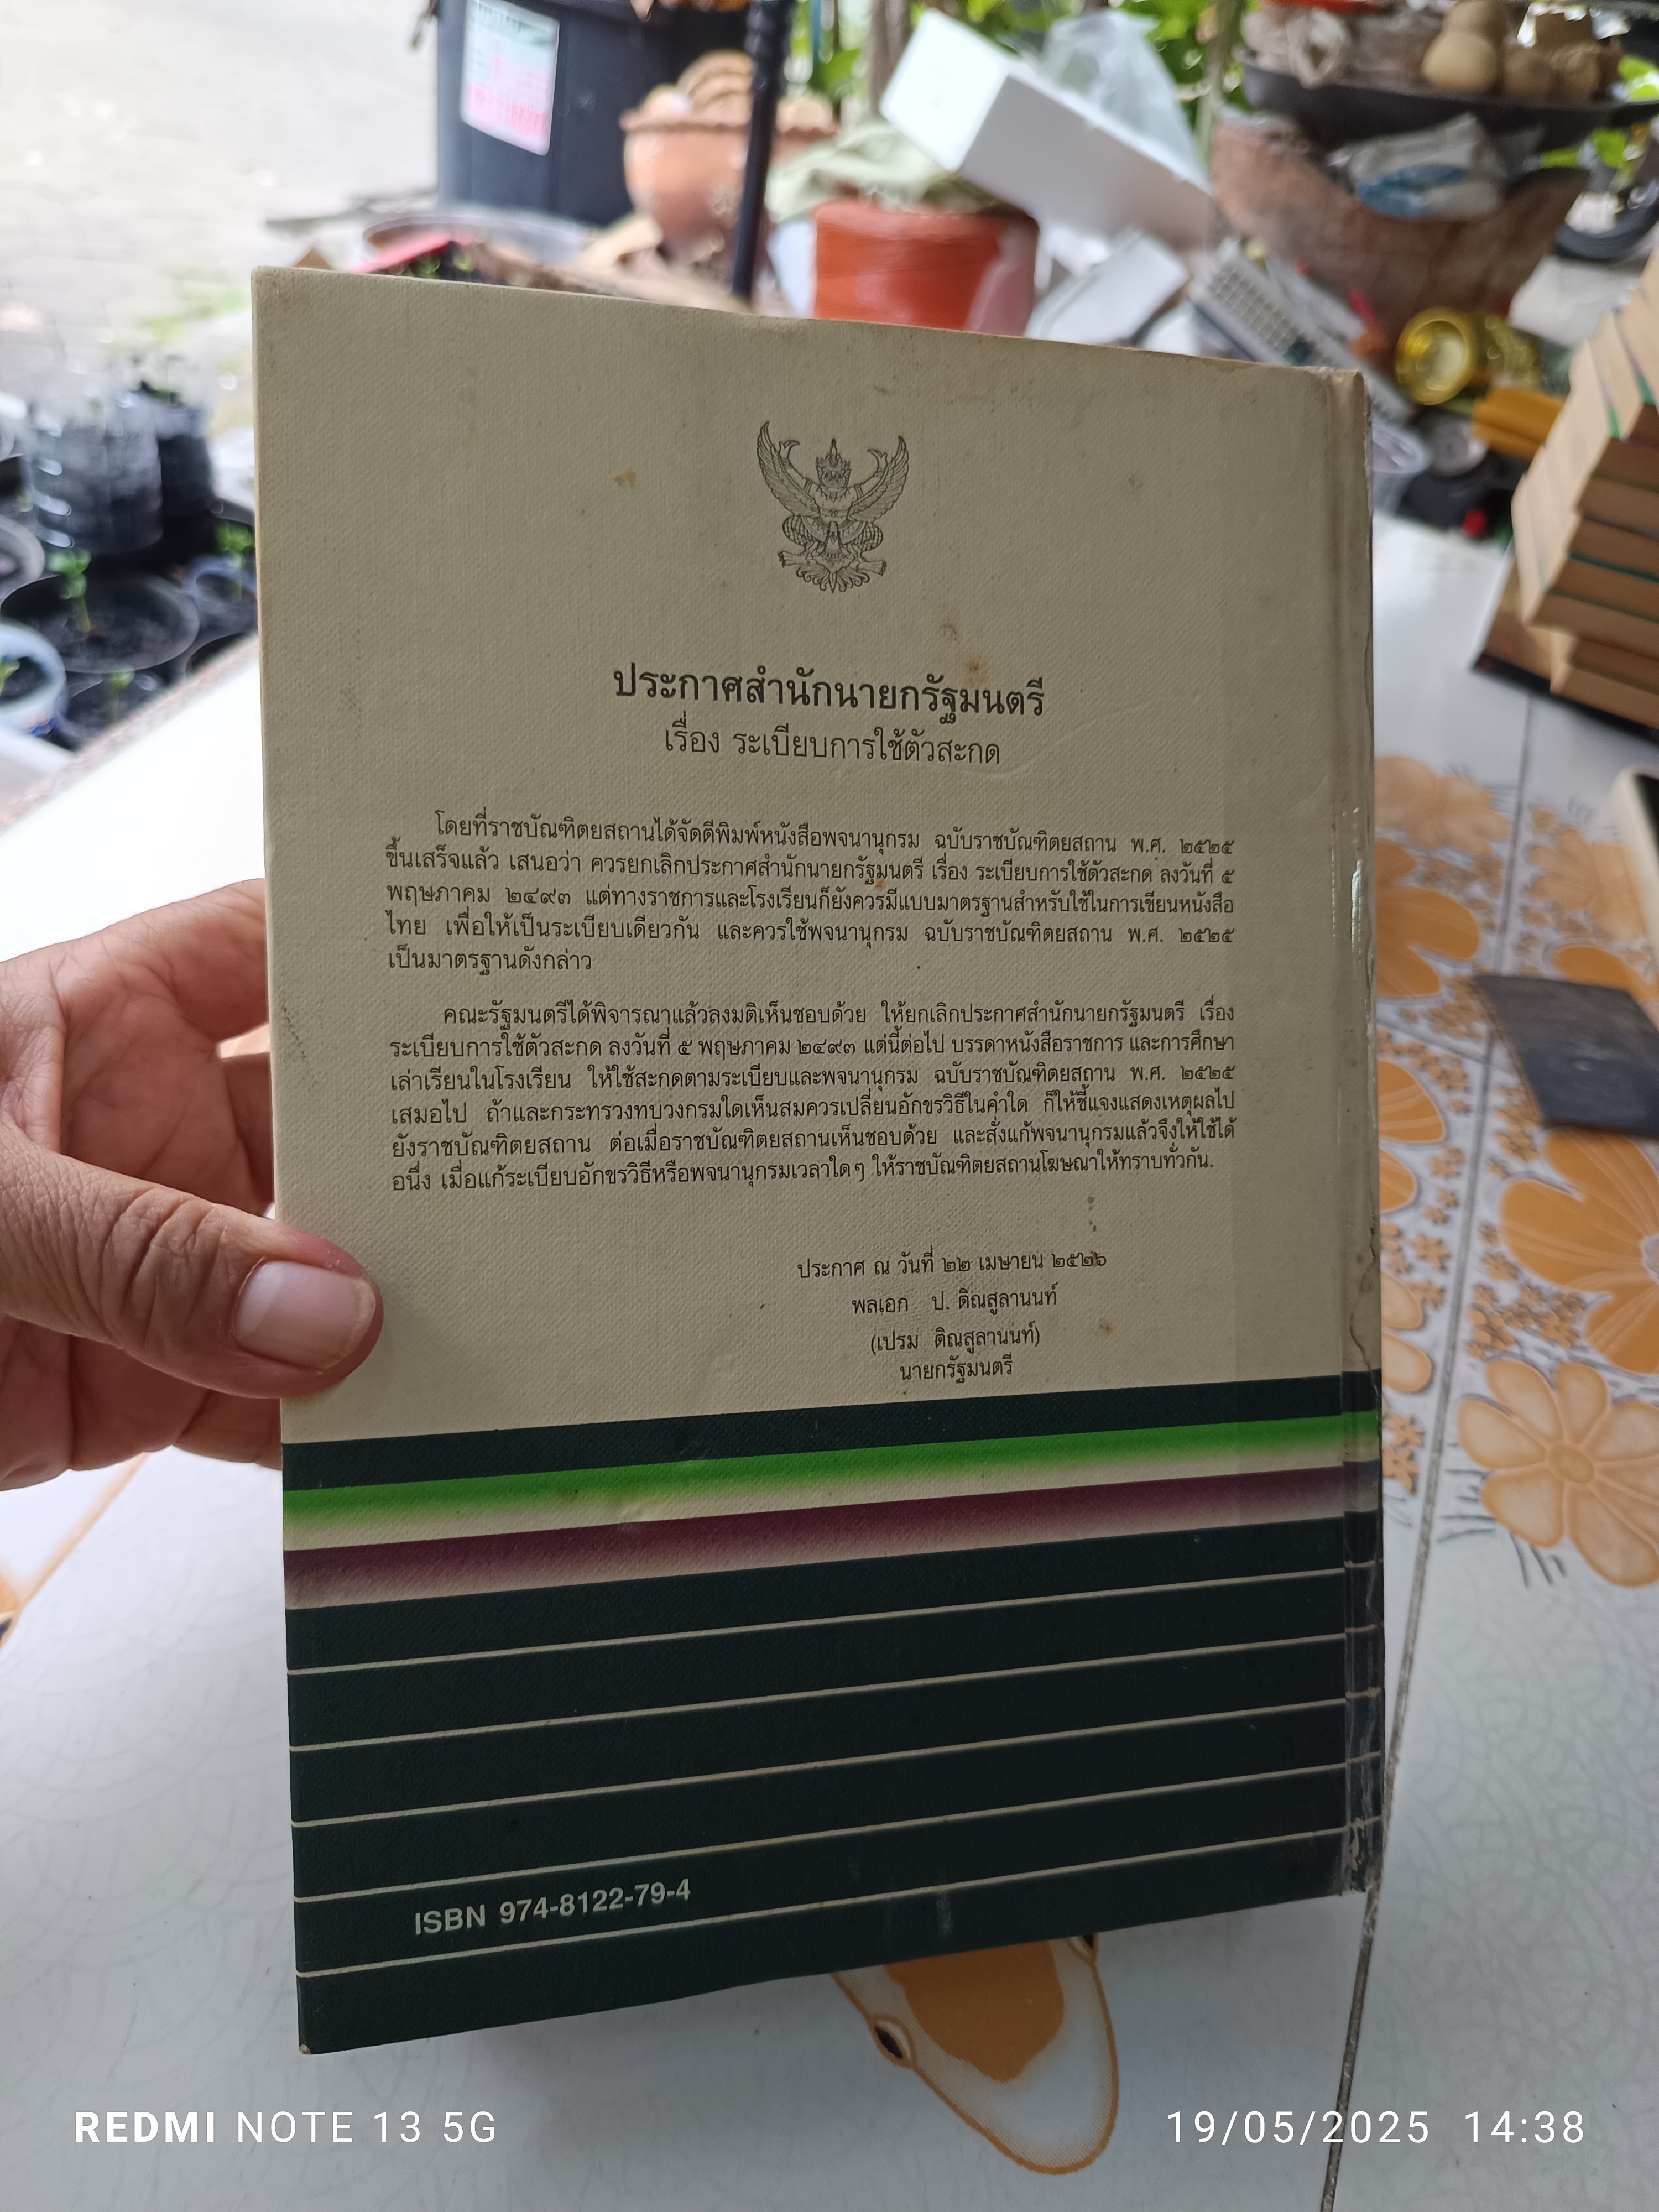 ประกาศสำนักนายกรัฐมนตรี
เรื่อง ระเบียบการใช้ตัวสะกด
โดยที่ราชบัณฑิตยสถานได้จัดตีพิมพ์หนังสือพจนานุกรม ฉบับราชบัณฑิตยสถาน พ.ศ. ๒๕๒๕
ขึ้นเสร็จแล้ว เสนอว่า ควรยกเลิกประกาศสำนักนายกรัฐมนตรี เรื่อง ระเบียบการใช้ตัวสะกด ลงวันที่ ๕
พฤษภาคม ๒๔๙๓ แต่ทางราชการและโรงเรียนก็ยังควรมีแบบมาตรฐานสำหรับใช้ในการเขียนหนังสือ
ไทย เพื่อให้เป็นระเบียบเดียวกัน และควรใช้พจนานุกรม ฉบับราชบัณฑิตยสถาน พ.ศ. ๒๕๒๕
เป็นมาตรฐานดังกล่าว
คณะรัฐมนตรีได้พิจารณาแล้วลงมติเห็นชอบด้วย ให้ยกเลิกประกาศสำนักนายกรัฐมนตรี เรื่อง
ระเบียบการใช้ตัวสะกด ลงวันที่ ๕ พฤษภาคม ๒๔๙๓ แต่นี้ต่อไป บรรดาหนังสือราชการ และการศึกษา
เล่าเรียนในโรงเรียน ให้ใช้สะกดตามระเบียบและพจนานุกรม ฉบับราชบัณฑิตยสถาน พ.ศ. ๒๕๒๕
เสมอไป ถ้าและกระทรวงทบวงกรมใดเห็นสมควรเปลี่ยนอักขรวิธีในคำใด ก็ให้ชี้แจงแสดงเหตุผลไป
ยังราชบัณฑิตยสถาน ต่อเมื่อราชบัณฑิตยสถานเห็นชอบด้วย และสั่งแก้พจนานุกรมแล้วจึงให้ใช้ได้
อนึ่ง เมื่อแก้ระเบียบอักขรวิธีหรือพจนานุกรมเวลาใดๆ ให้ราชบัณฑิตยสถานโฆษณาให้ทราบทั่วกัน.
ประกาศ ณ วันที่ ๒๒ เมษายน ๒๕๒๖
พลเอก ป. ติณสูลานนท์
(เปรม ติณสูลานนท์)
นายกรัฐมนตรี
ISBN 974-8122-79-4
REDMI NOTE 13 5G
19/05/2025 14:38